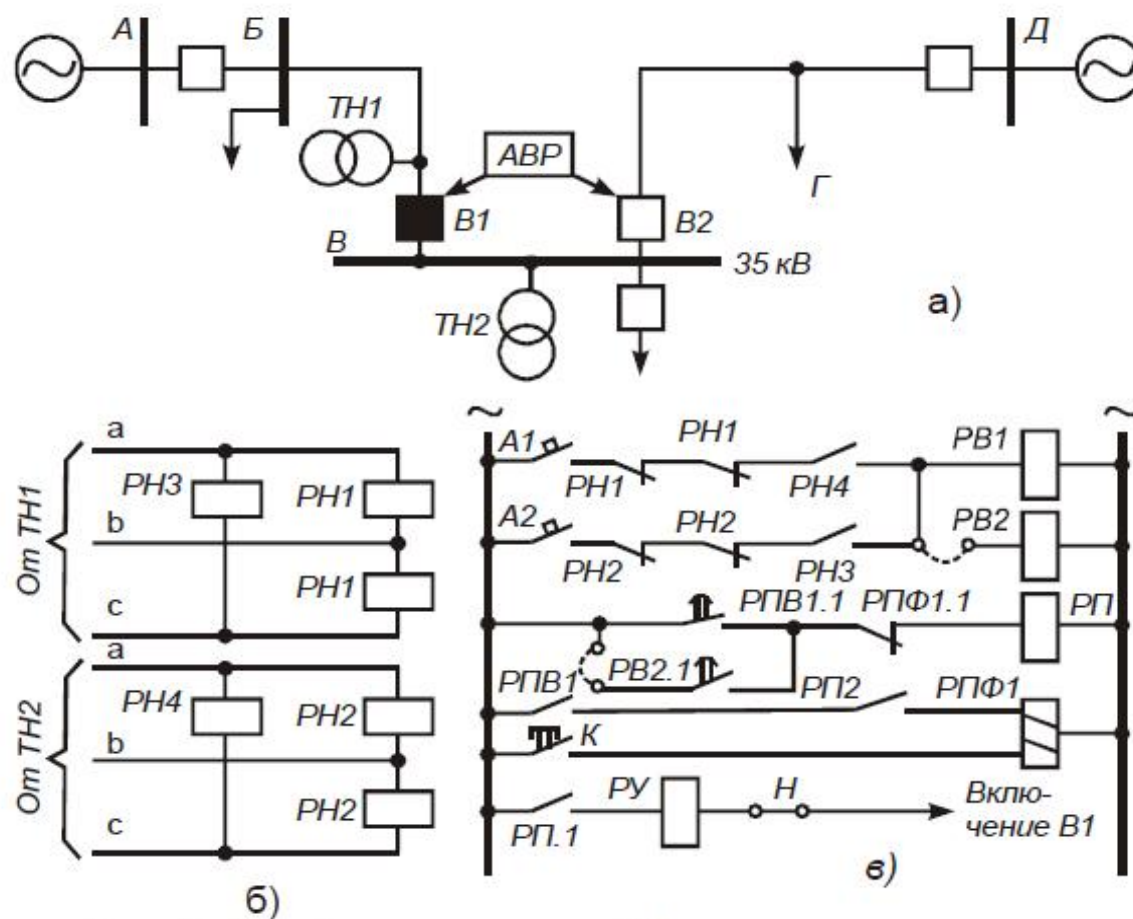 А
Б
Д
ТН1
АВР
Г
В1
В2
В
35 кВ
ТН2
а)
От ТН1
a
РН3
РН1
b
РН1
c
От ТН2
a
РН4
РН2
b
РН2
c
б)
~
~
А1
РН1
РН1
РН4
РВ1
А2
РН2
РН2
РН3
РВ2
РПВ1.1
РПФ1.1
РП
РПВ1
РВ2.1
РП2
РПФ1
К
РП.1
РУ
Н
Вклю-
чение В1
в)